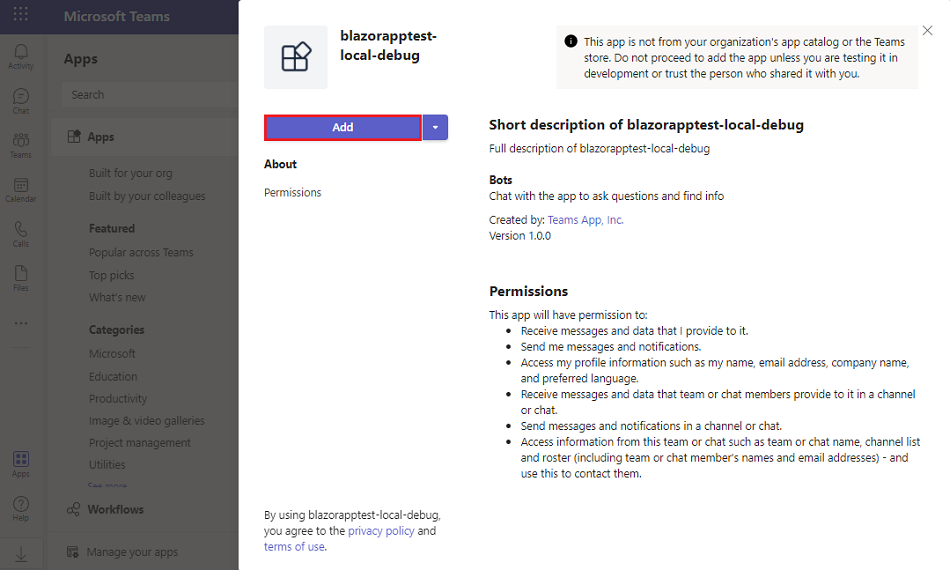 Microsoft Teams
Activity
Chat
Teams
Calendar
Calls
Files
Apps
Help
Apps
Search
Apps
Built for your org
Built by your colleagues
Featured
Popular across Teams
Top picks
What's new
Categories
Microsoft
Education
Productivity
Image & video galleries
Project management
Utilities
See more
Workflows
Manage your apps
blazorapptest-
local-debug
This app is not from your organization's app catalog or the Teams
store. Do not proceed to add the app unless you are testing it in
development or trust the person who shared it with you.
Add
About
Permissions
By using blazorapptest-local-debug,
you agree to the privacy policy and
terms of use.
Short description of blazorapptest-local-debug
Full description of blazorapptest-local-debug
Bots
Chat with the app to ask questions and find info
Created by: Teams App, Inc.
Version 1.0.0
Permissions
This app will have permission to:
• Receive messages and data that I provide to it.
• Send me messages and notifications.
• Access my profile information such as my name, email address, company name,
and preferred language.
• Receive messages and data that team or chat members provide to it in a channel
or chat.
• Send messages and notifications in a channel or chat.
• Access information from this team or chat such as team or chat name, channel list
and roster (including team or chat member's names and email addresses) - and
use this to contact them.